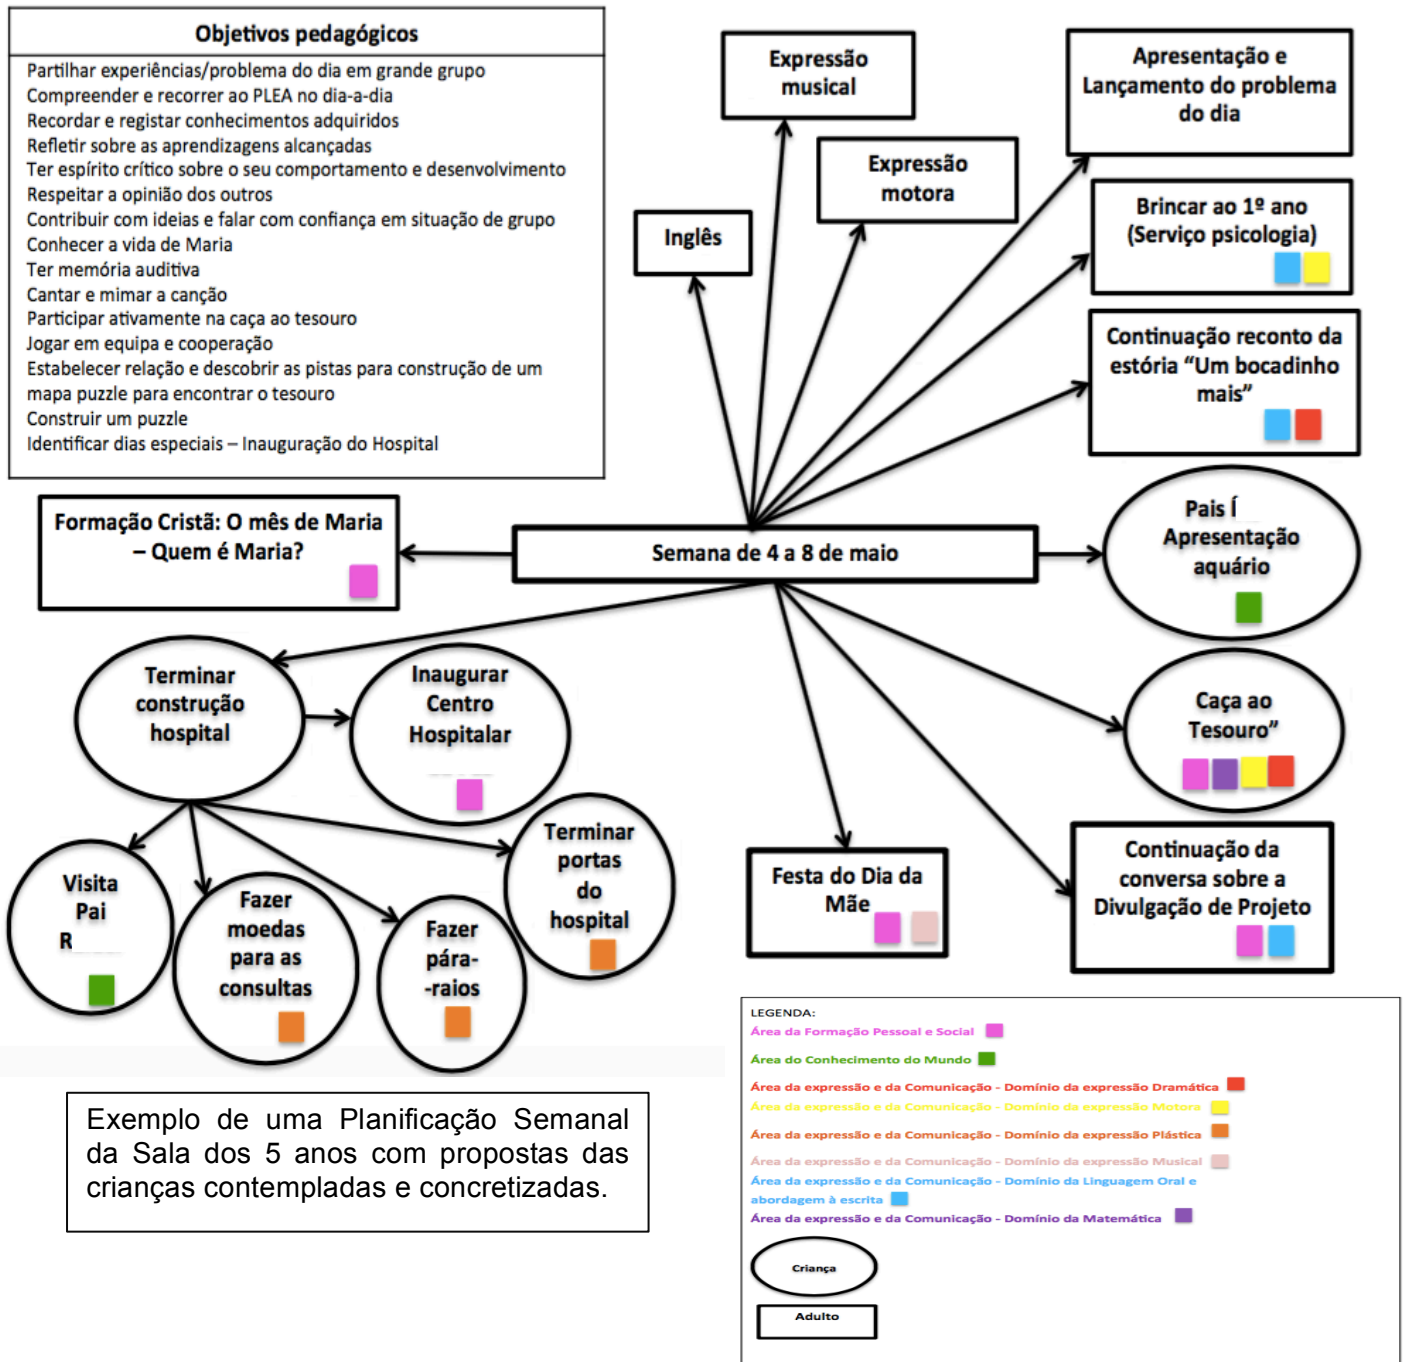 Objetivos pedagógicos
Partilhar experiências/problema do dia em grande grupo
Compreender e recorrer ao PLEA no dia-a-dia
Recordar e registar conhecimentos adquiridos
Refletir sobre as aprendizagens alcançadas
Ter espírito crítico sobre o seu comportamento e desenvolvimento
Respeitar a opinião dos outros
Contribuir com ideias e falar com confiança em situação de grupo
Conhecer a vida de Maria
Ter memória auditiva
Cantar e mimar a canção
Participar ativamente na caça ao tesouro
Jogar em equipa e cooperação
Estabelecer relação e descobrir as pistas para construção de um
mapa puzzle para encontrar o tesouro
Construir um puzzle
Identificar dias especiais – Inauguração do Hospital
Expressão
musical
Expressão
motora
Inglês
Apresentação e
Lançamento do problema
do dia
Brincar ao 1º ano
(Serviço psicologia)
Continuação reconto da
estória “Um bocadinho
mais”
Formação Cristã: O mês de Maria
– Quem é Maria?
Semana de 4 a 8 de maio
Pais
Apresentação
aquário
Terminar
construção
hospital
Inaugurar
Centro
Hospitalar
Caça ao
Tesouro”
Visita
Pai
Fazer
moedas
para as
consultas
Fazer
pára-
-raios
Terminar
portas
do
hospital
Festa do Dia da
Mãe
Continuação da
conversa sobre a
Divulgação de Projeto
Exemplo de uma Planificação Semanal
da Sala dos 5 anos com propostas das
crianças contempladas e concretizadas.
LEGENDA:
Área da Formação Pessoal e Social
Área do Conhecimento do Mundo
Área da expressão e da Comunicação - Domínio da expressão Dramática
Área da expressão e da Comunicação - Domínio da expressão Motora
Área da expressão e da Comunicação - Domínio da expressão Plástica
Área da expressão e da Comunicação - Domínio da expressão Musical
Área da expressão e da Comunicação - Domínio da Linguagem Oral e
abordagem à escrita
Área da expressão e da Comunicação - Domínio da Matemática
Criança
Adulto